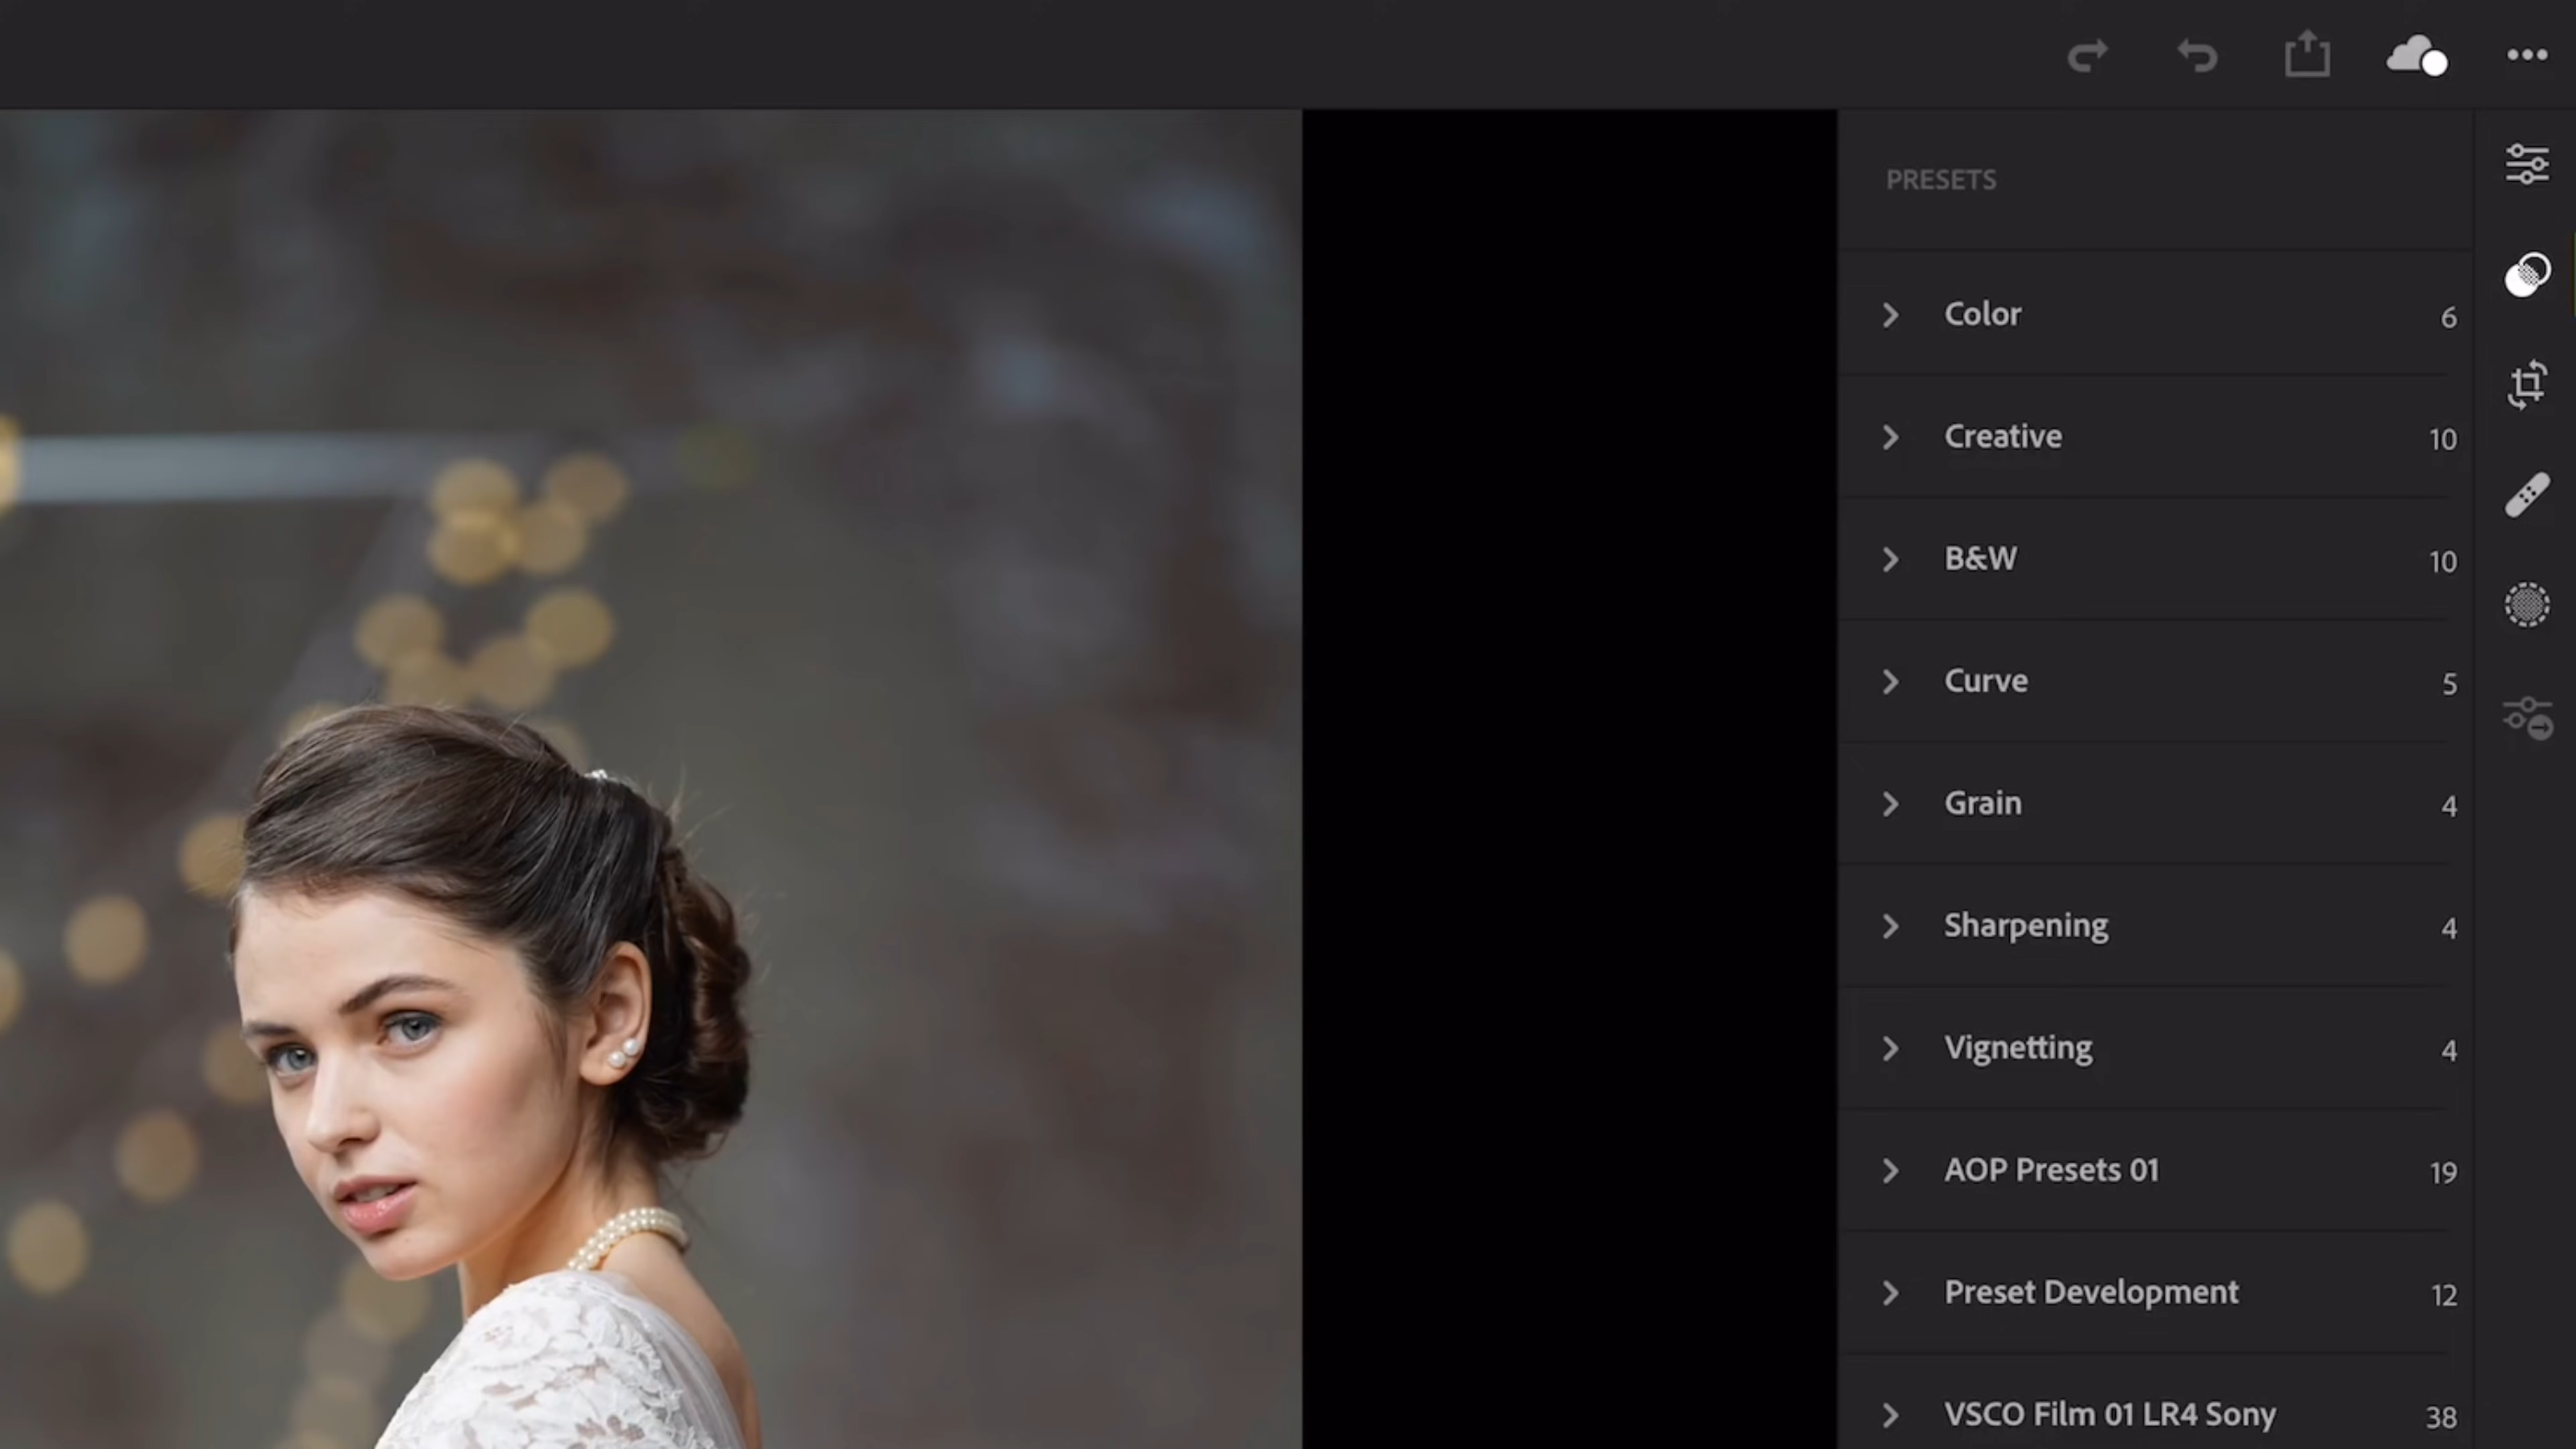 PRESETS
Color 6
Creative 10
B&W 10
Curve 5
Grain 4
Sharpening 4
Vignetting 4
AOP Presets 01 19
Preset Development 12
VSCO Film 01 LR4 Sony 38